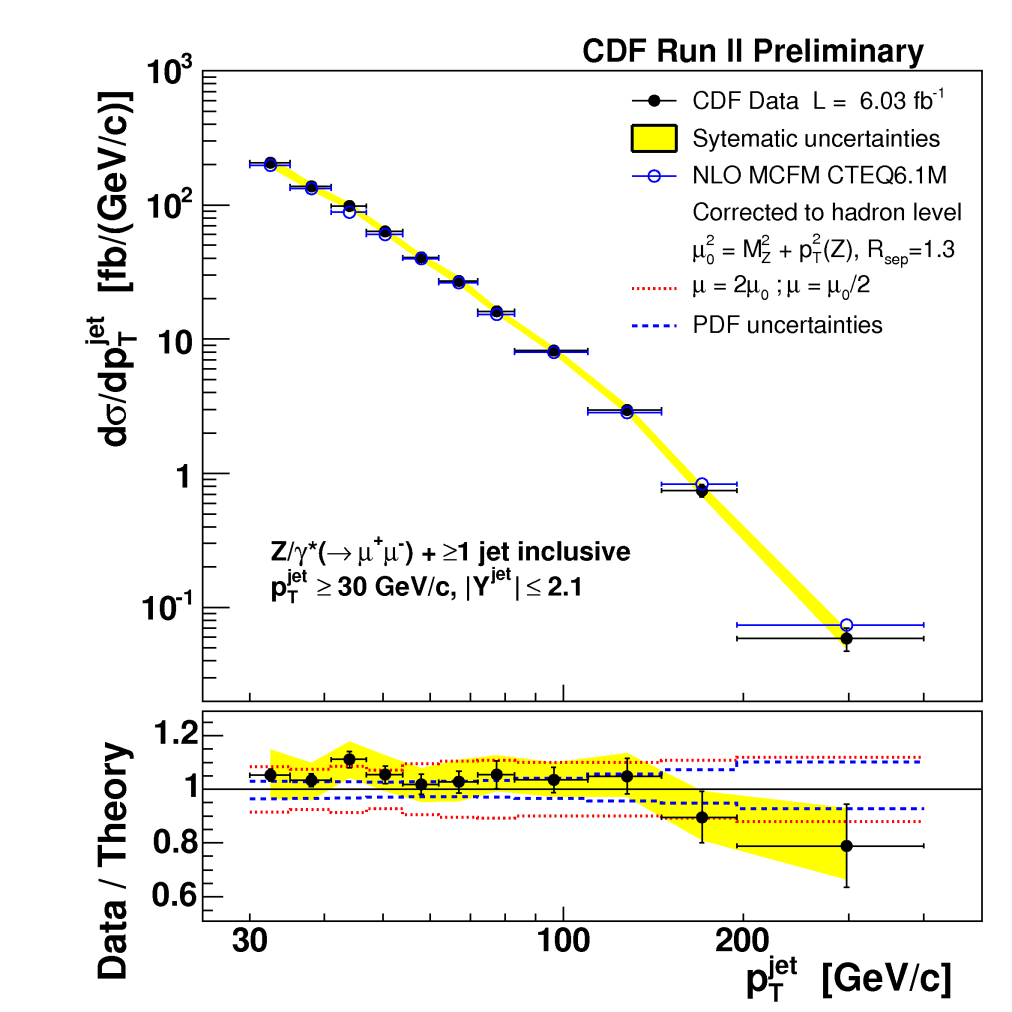 CDF Run II Preliminary
10³
10²
10
1
10⁻¹
dσ/dp_T^jet [fb/(GeV/c)]
CDF Data L = 6.03 fb⁻¹
Sytematic uncertainties
NLO MCFM CTEQ6.1M
Corrected to hadron level
μ₀² = M_Z² + p_T²(Z), R_sep=1.3
μ = 2μ₀ ; μ = μ₀/2
PDF uncertainties
Z/γ*(→ μ⁺μ⁻) + ≥1 jet inclusive
p_T^jet ≥ 30 GeV/c, |Y^jet| ≤ 2.1
1.2
1
0.8
0.6
Data / Theory
30 100 200
p_T^jet [GeV/c]